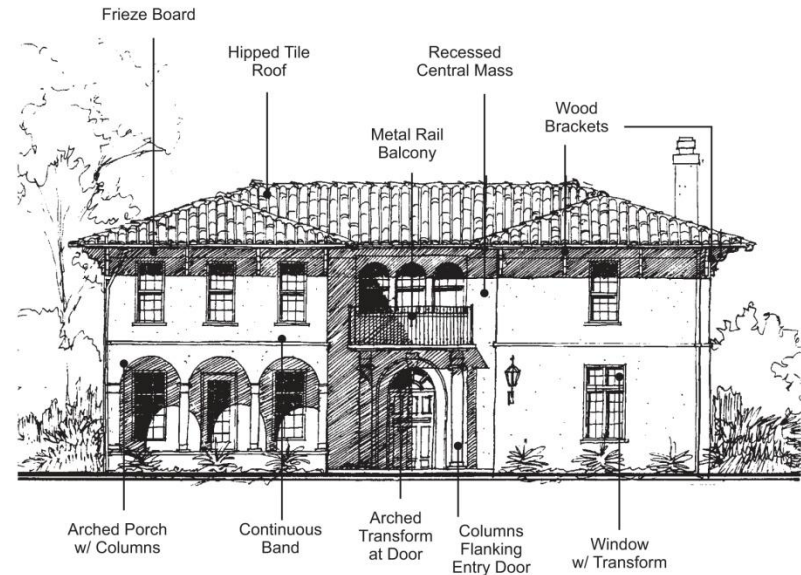 Frieze Board
Hipped Tile
Roof
Recessed
Central Mass
Metal Rail
Balcony
Wood
Brackets
Arched Porch
w/ Columns
Continuous
Band
Arched
Transform
at Door
Columns
Flanking
Entry Door
Window
w/ Transform